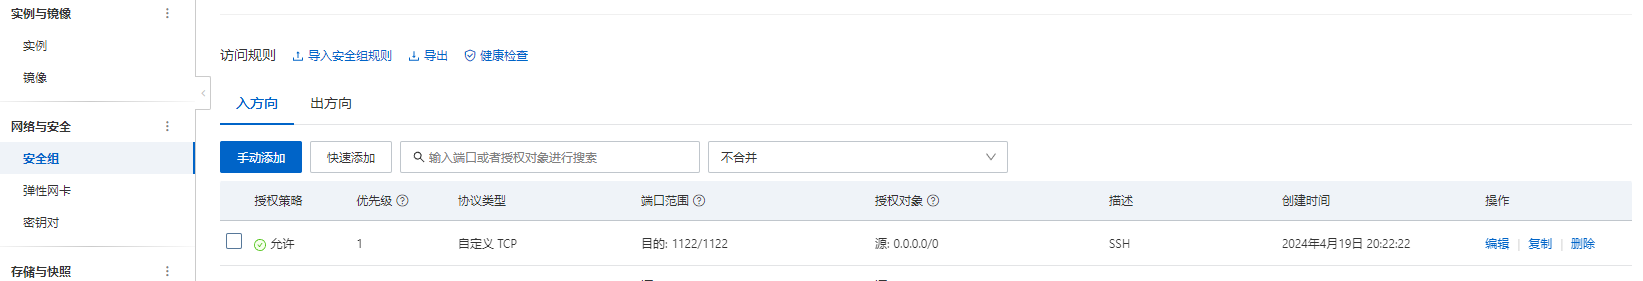 实例与镜像
实例
镜像
网络与安全
安全组
弹性网卡
密钥对
存储与快照
访问规则 导入安全组规则 导出 健康检查
入方向 出方向
手动添加 快速添加 输入端口或者授权对象进行搜索 不合并
授权策略 优先级 协议类型 端口范围 授权对象 描述 创建时间 操作
允许 1 自定义 TCP 目的: 1122/1122 源: 0.0.0.0/0 SSH 2024年4月19日 20:22:22 编辑 | 复制 | 删除